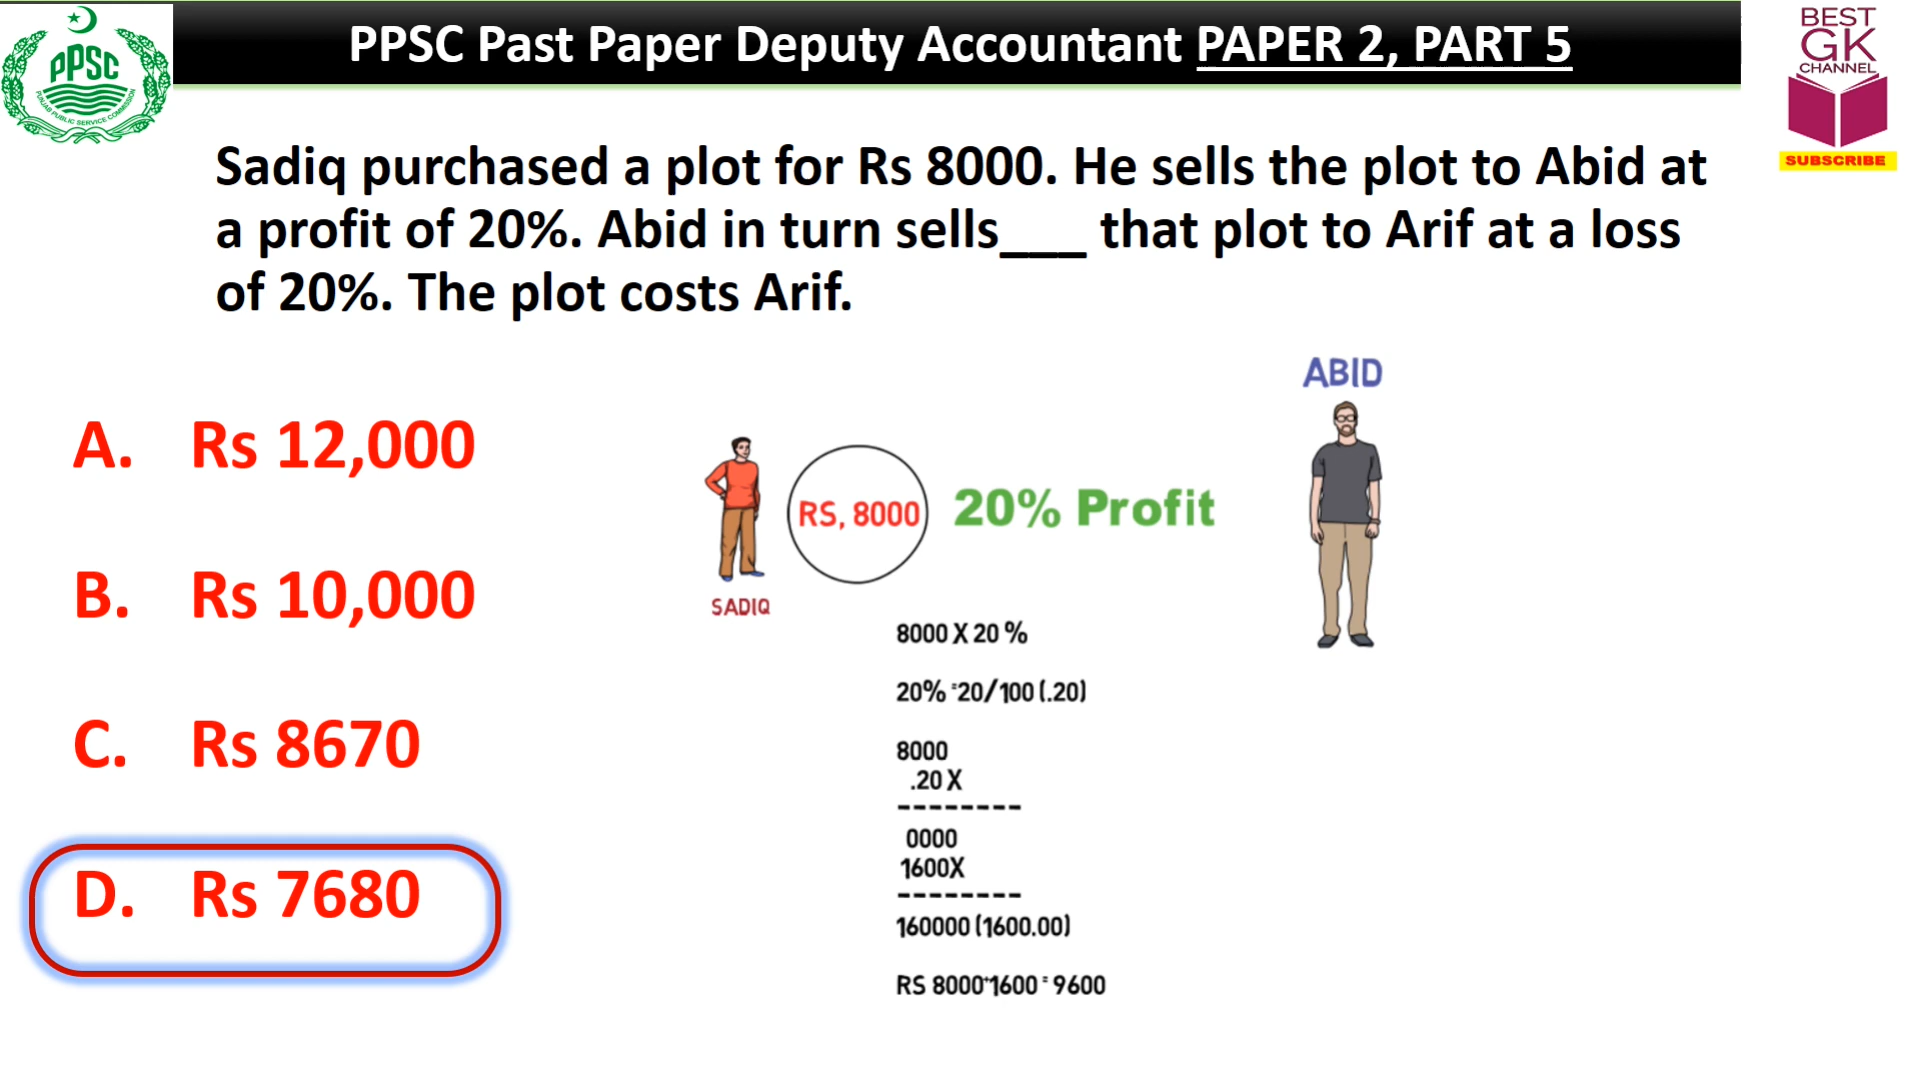 PPSC
PUNJAB PUBLIC SERVICE COMMISSION
PPSC Past Paper Deputy Accountant PAPER 2, PART 5
BEST
GK
CHANNEL
SUBSCRIBE
Sadiq purchased a plot for Rs 8000. He sells the plot to Abid at
a profit of 20%. Abid in turn sells___ that plot to Arif at a loss
of 20%. The plot costs Arif.
A. Rs 12,000
B. Rs 10,000
C. Rs 8670
D. Rs 7680
ABID
RS, 8000
20% Profit
SADIQ
8000 X 20 %
20% =20/100 (.20)
8000
.20 X
--------
0000
1600X
--------
160000 (1600.00)
RS 8000+1600 = 9600